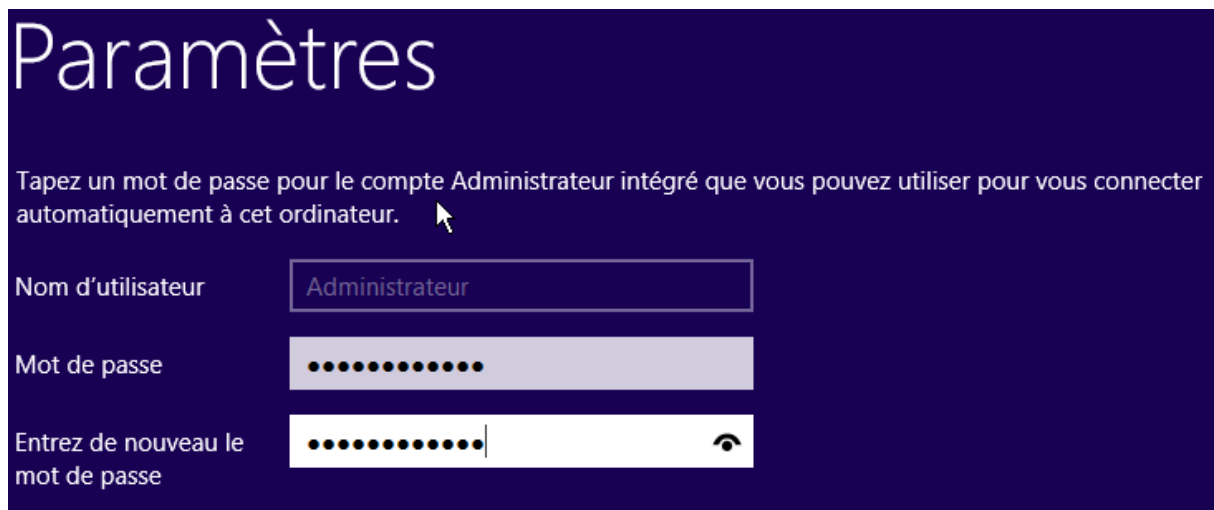 Paramètres
Tapez un mot de passe pour le compte Administrateur intégré que vous pouvez utiliser pour vous connecter
automatiquement à cet ordinateur.
Nom d’utilisateur
Administrateur
Mot de passe
••••••••••••
Entrez de nouveau le
mot de passe
••••••••••••